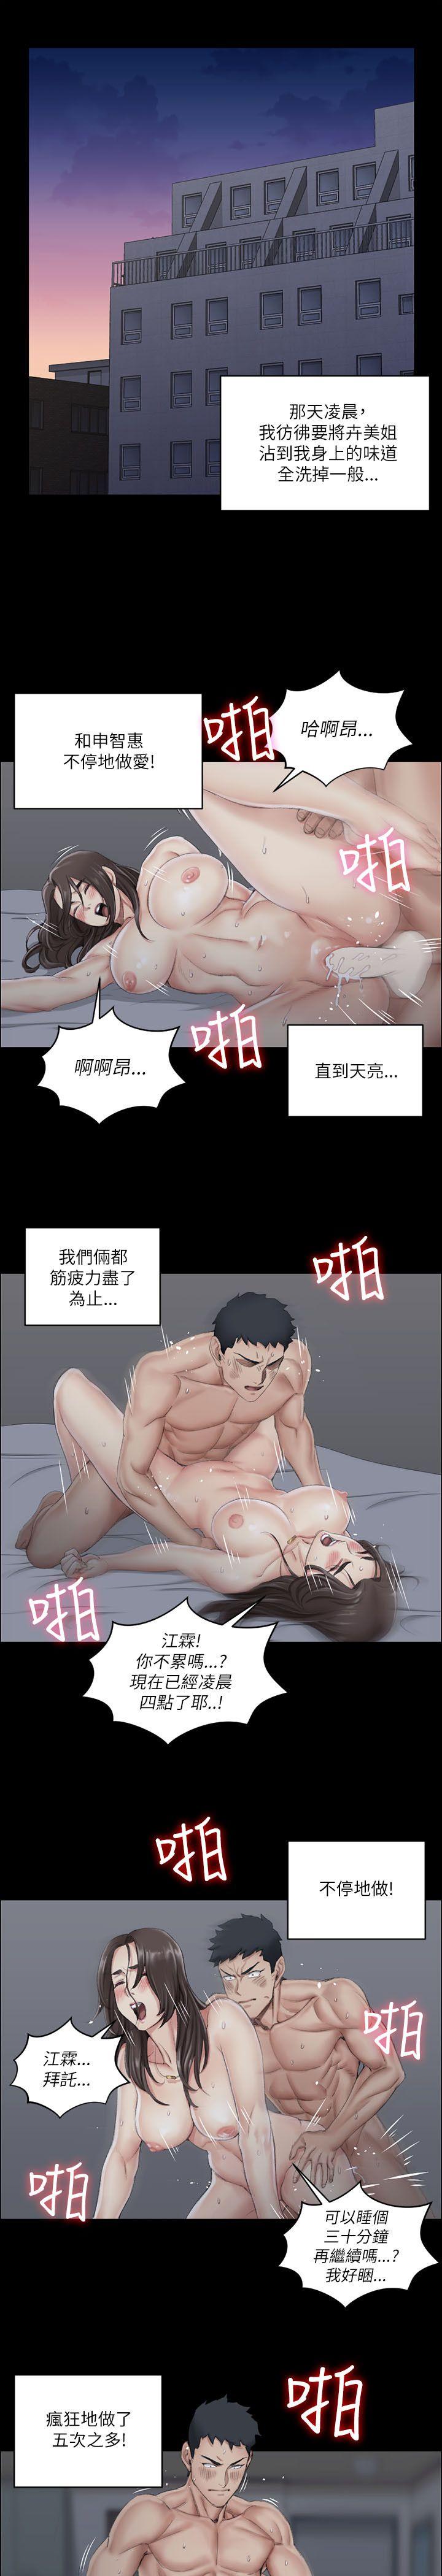 那天凌晨，
我彷彿要將卉美姐
沾到我身上的味道
全洗掉一般...
哈啊昂...
啪
和申智惠
不停地做愛!
啪
啪
啊啊昂...
直到天亮...
我們倆都
筋疲力盡了
為止...
啪
啪
江霖!
你不累嗎...?
現在已經凌晨
四點了耶..!
啪
不停地做!
啪
江霖...
拜託...
啪
可以睡個
三十分鐘
再繼續嗎...?
我好睏...
啪
瘋狂地做了
五次之多!